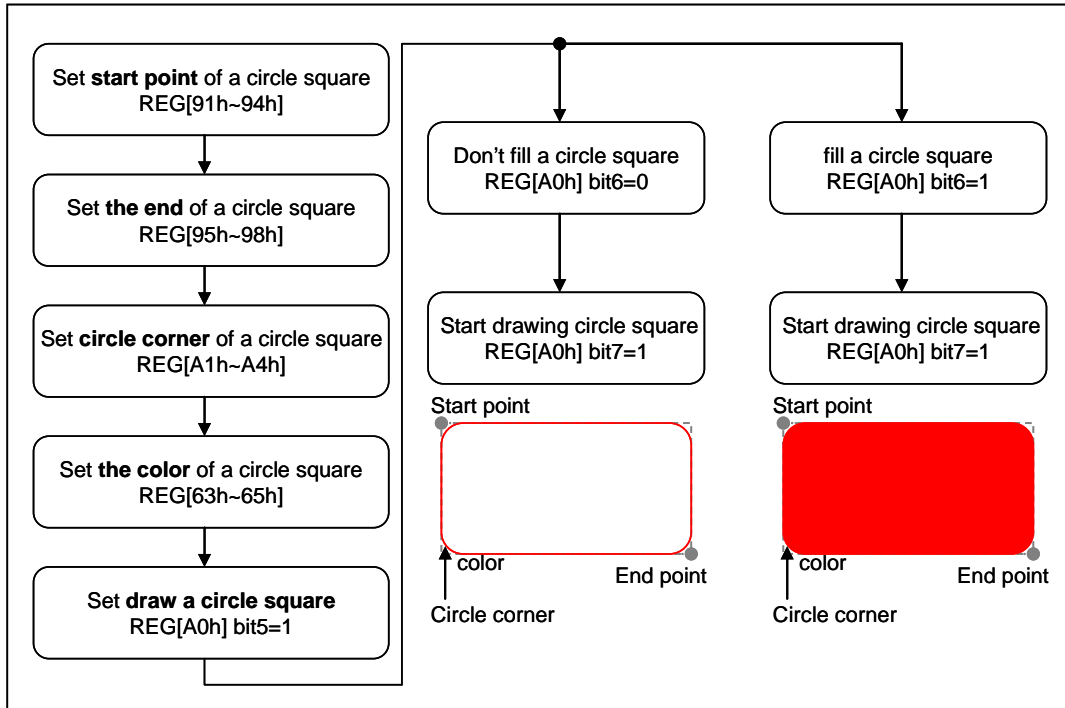 Set start point of a circle square
REG[91h~94h]
Set the end of a circle square
REG[95h~98h]
Set circle corner of a circle square
REG[A1h~A4h]
Set the color of a circle square
REG[63h~65h]
Set draw a circle square
REG[A0h] bit5=1
Don't fill a circle square
REG[A0h] bit6=0
Start drawing circle square
REG[A0h] bit7=1
Start point
color
End point
Circle corner
fill a circle square
REG[A0h] bit6=1
Start drawing circle square
REG[A0h] bit7=1
Start point
color
End point
Circle corner